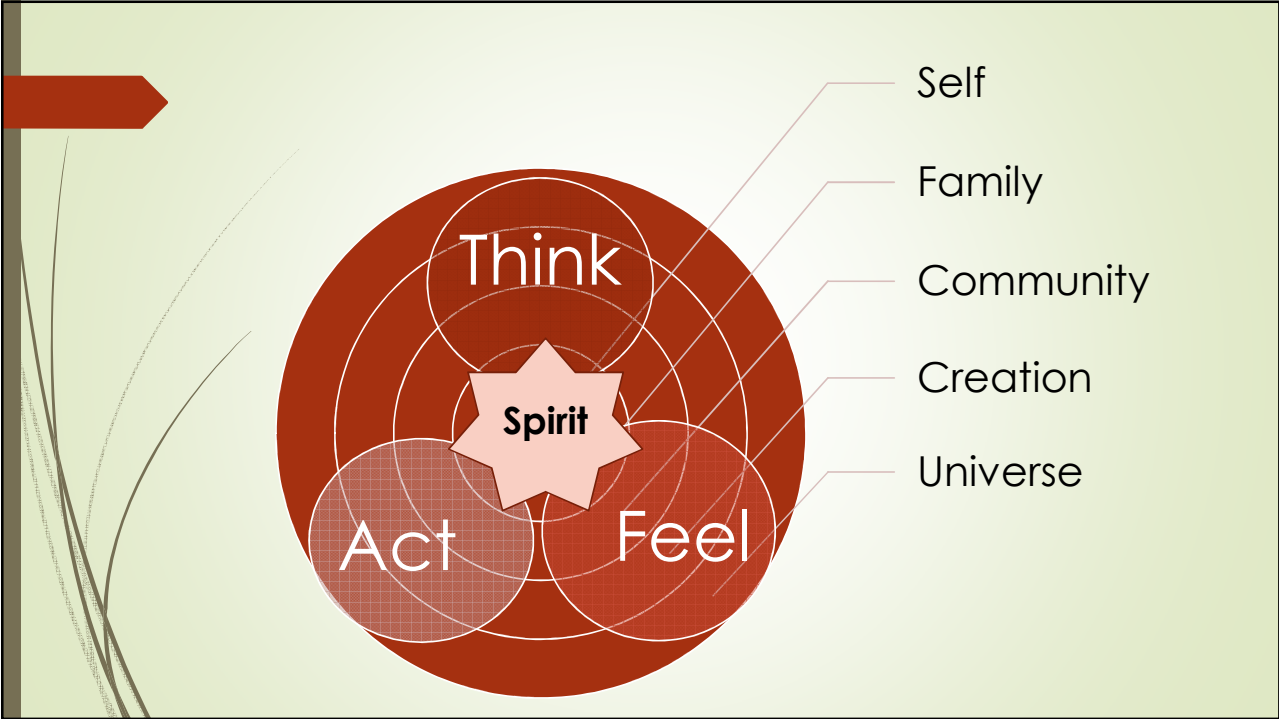 Self
Family
Community
Creation
Universe
Think
Spirit
Act
Feel